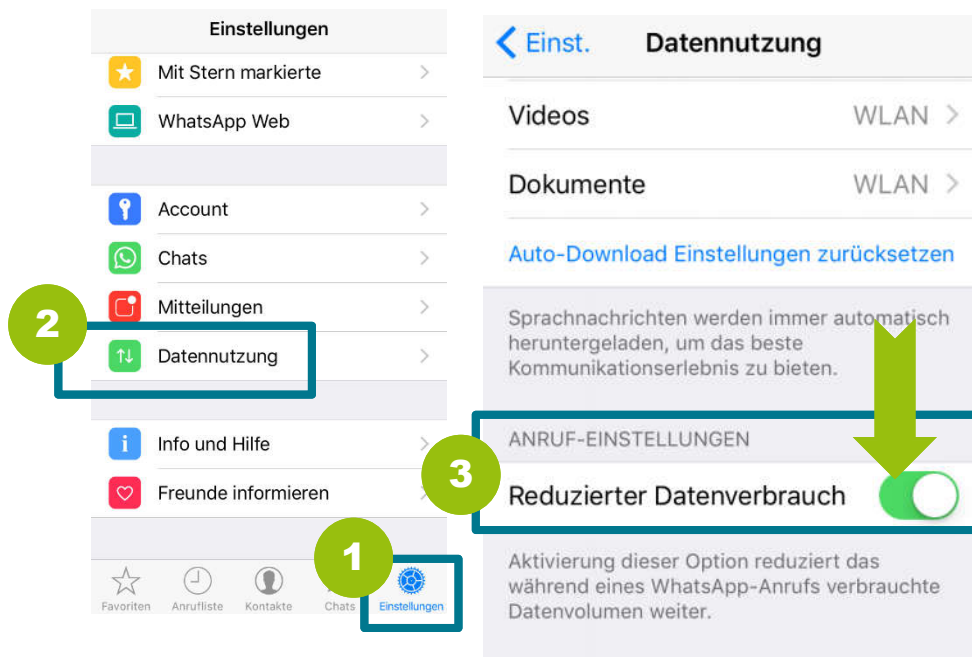 Einstellungen
Mit Stern markierte
WhatsApp Web
Account
Chats
Mitteilungen
2
Datennutzung
Info und Hilfe
Freunde informieren
1
Favoriten
Anrufliste
Kontakte
Chats
Einstellungen
Einst.
Datennutzung
Videos
WLAN
Dokumente
WLAN
Auto-Download Einstellungen zurücksetzen
Sprachnachrichten werden immer automatisch
heruntergeladen, um das beste
Kommunikationserlebnis zu bieten.
ANRUF-EINSTELLUNGEN
3
Reduzierter Datenverbrauch
Aktivierung dieser Option reduziert das
während eines WhatsApp-Anrufs verbrauchte
Datenvolumen weiter.